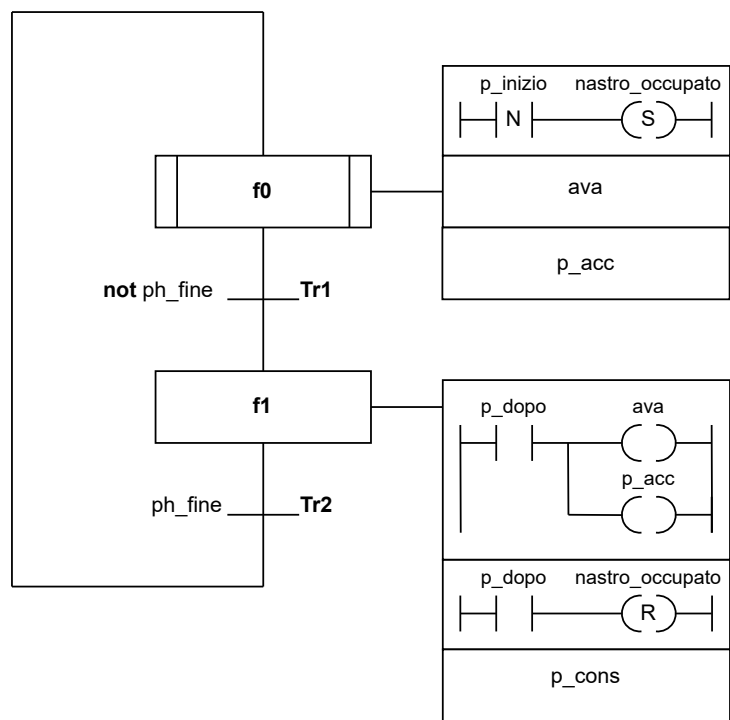 p_inizio nastro_occupato
N S
f0
ava
p_acc
not ph_fine Tr1
f1
p_dopo ava
p_acc
ph_fine Tr2
p_dopo nastro_occupato
R
p_cons